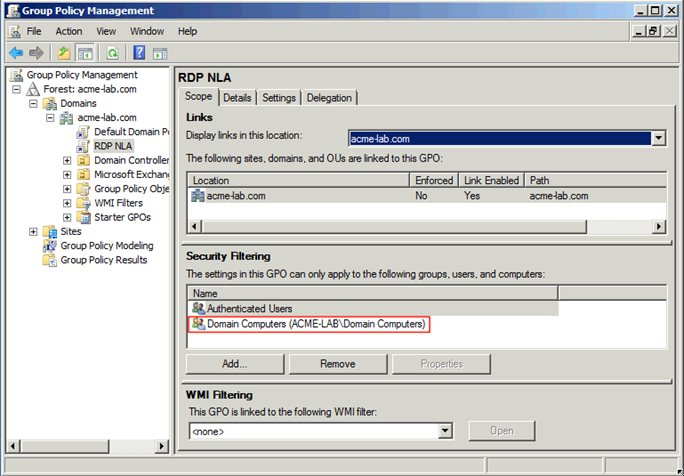 Group Policy Management
File Action View Window Help
Group Policy Management
Forest: acme-lab.com
Domains
acme-lab.com
Default Domain P
RDP NLA
Domain Controller
Microsoft Exchan
Group Policy Obje
WMI Filters
Starter GPOs
Sites
Group Policy Modeling
Group Policy Results
RDP NLA
Scope Details Settings Delegation
Links
Display links in this location: acme-lab.com
The following sites, domains, and OUs are linked to this GPO:
Location Enforced Link Enabled Path
acme-lab.com No Yes acme-lab.com
Security Filtering
The settings in this GPO can only apply to the following groups, users, and computers:
Name
Authenticated Users
Domain Computers (ACME-LAB\Domain Computers)
Add... Remove Properties
WMI Filtering
This GPO is linked to the following WMI filter:
<none> Open